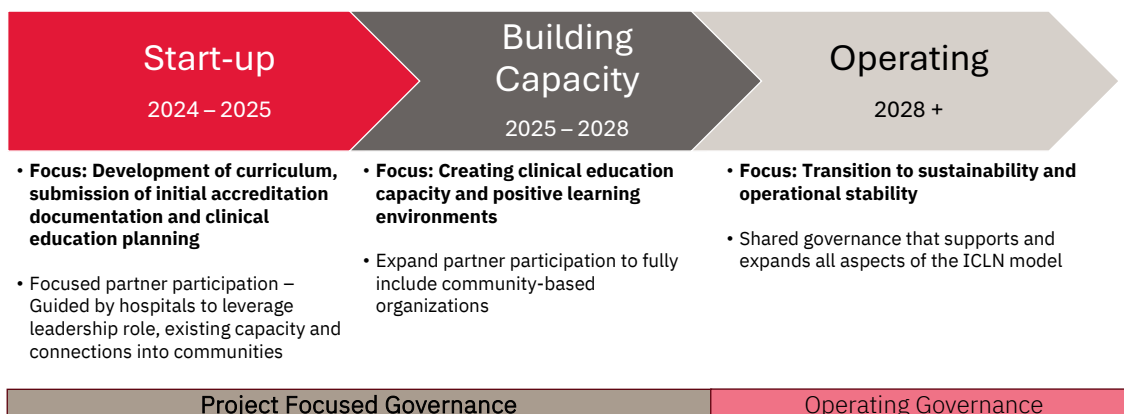 Start-up
2024 – 2025
Building
Capacity
2025 – 2028
Operating
2028 +
• Focus: Development of curriculum,
submission of initial accreditation
documentation and clinical
education planning
• Focused partner participation –
Guided by hospitals to leverage
leadership role, existing capacity and
connections into communities
• Focus: Creating clinical education
capacity and positive learning
environments
• Expand partner participation to fully
include community-based
organizations
• Focus: Transition to sustainability and
operational stability
• Shared governance that supports and
expands all aspects of the ICLN model
Project Focused Governance
Operating Governance